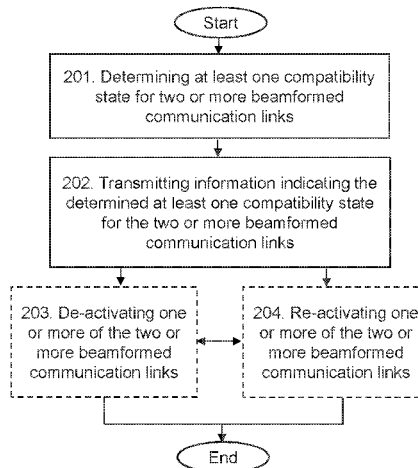 Start
201. Determining at least one compatibility
state for two or more beamformed
communication links
202. Transmitting information indicating the
determined at least one compatibility state
for the two or more beamformed
communication links
203. De-activating one
or more of the two or
more beamformed
communication links
204. Re-activating one
or more of the two or
more beamformed
communication links
End